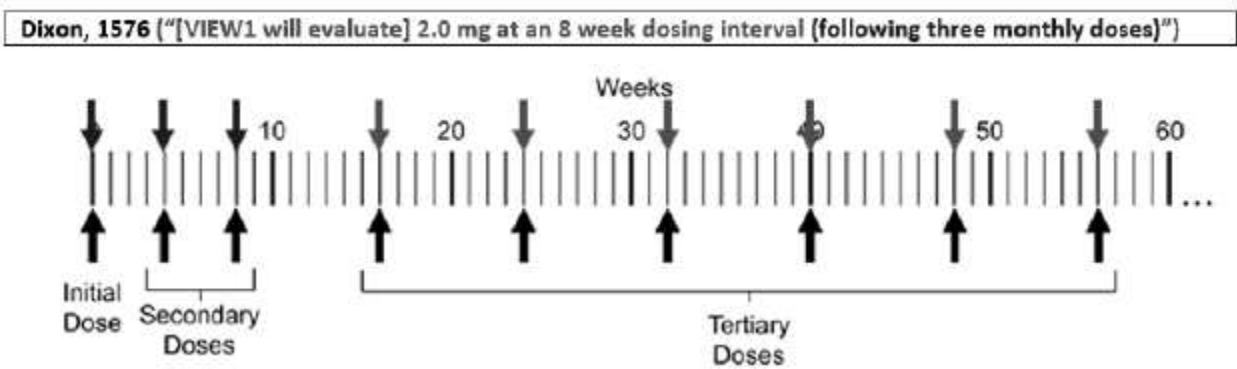 Dixon, 1576 (“[VIEW1 will evaluate] 2.0 mg at an 8 week dosing interval (following three monthly doses)”)
Weeks
10 20 30 40 50 60
...
Initial
Dose
Secondary
Doses
Tertiary
Doses